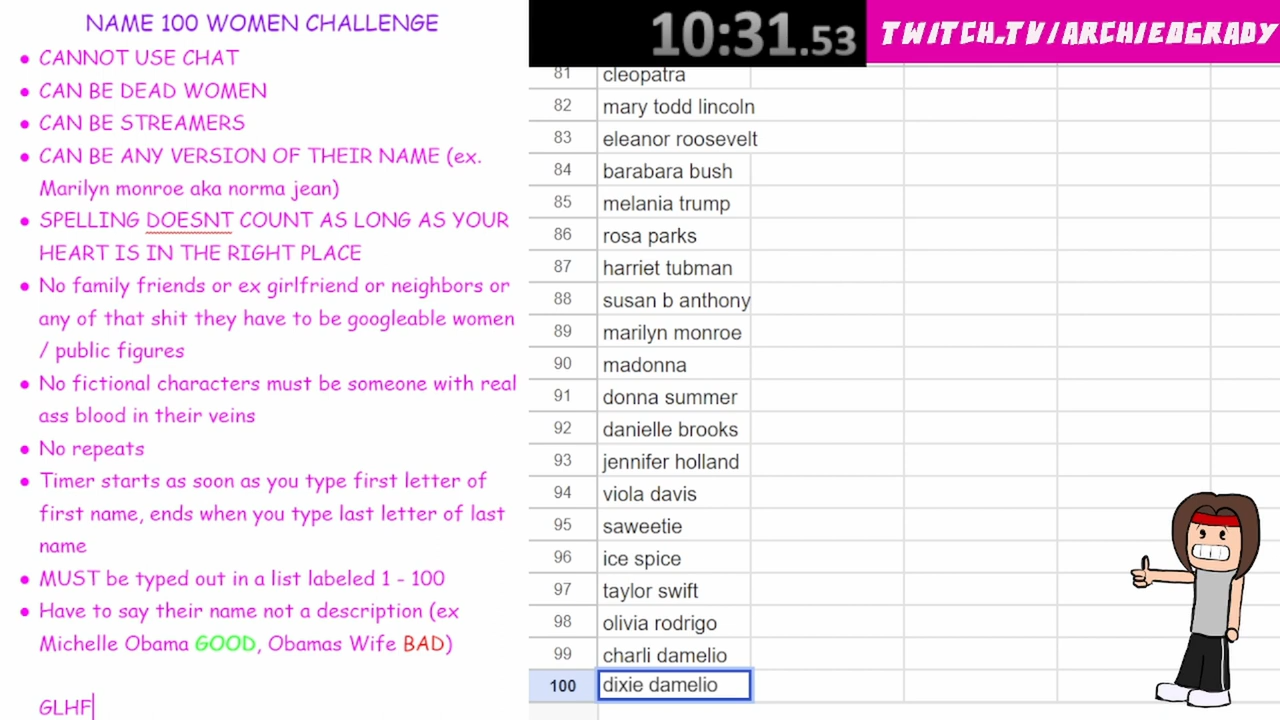 NAME 100 WOMEN CHALLENGE
● CANNOT USE CHAT
● CAN BE DEAD WOMEN
● CAN BE STREAMERS
● CAN BE ANY VERSION OF THEIR NAME (ex.
Marilyn monroe aka norma jean)
● SPELLING DOESNT COUNT AS LONG AS YOUR
HEART IS IN THE RIGHT PLACE
● No family friends or ex girlfriend or neighbors or
any of that shit they have to be googleable women
/ public figures
● No fictional characters must be someone with real
ass blood in their veins
● No repeats
● Timer starts as soon as you type first letter of
first name, ends when you type last letter of last
name
● MUST be typed out in a list labeled 1 - 100
● Have to say their name not a description (ex
Michelle Obama GOOD, Obamas Wife BAD)
GLHF
10:31.53
TWITCH.TV/ARCHIEOGRADY
81 cleopatra
82 mary todd lincoln
83 eleanor roosevelt
84 barabara bush
85 melania trump
86 rosa parks
87 harriet tubman
88 susan b anthony
89 marilyn monroe
90 madonna
91 donna summer
92 danielle brooks
93 jennifer holland
94 viola davis
95 saweetie
96 ice spice
97 taylor swift
98 olivia rodrigo
99 charli damelio
100 dixie damelio